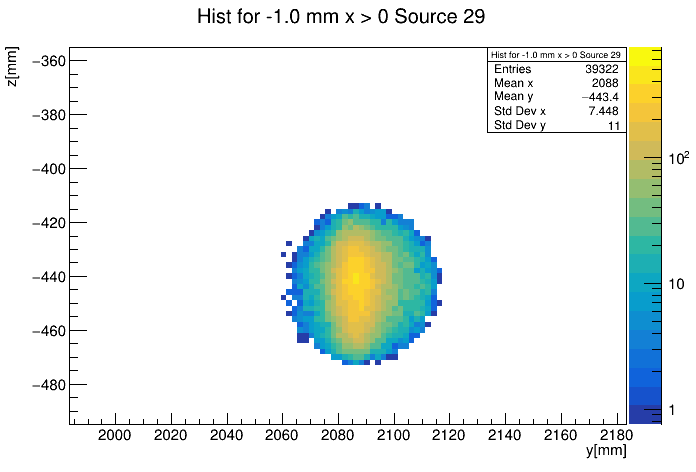 Hist for -1.0 mm x > 0 Source 29
z[mm]
−360
−380
−400
−420
−440
−460
−480
Hist for -1.0 mm x > 0 Source 29
Entries 39322
Mean x 2088
Mean y −443.4
Std Dev x 7.448
Std Dev y 11
10²
10
1
2000 2020 2040 2060 2080 2100 2120 2140 2160 2180
y[mm]